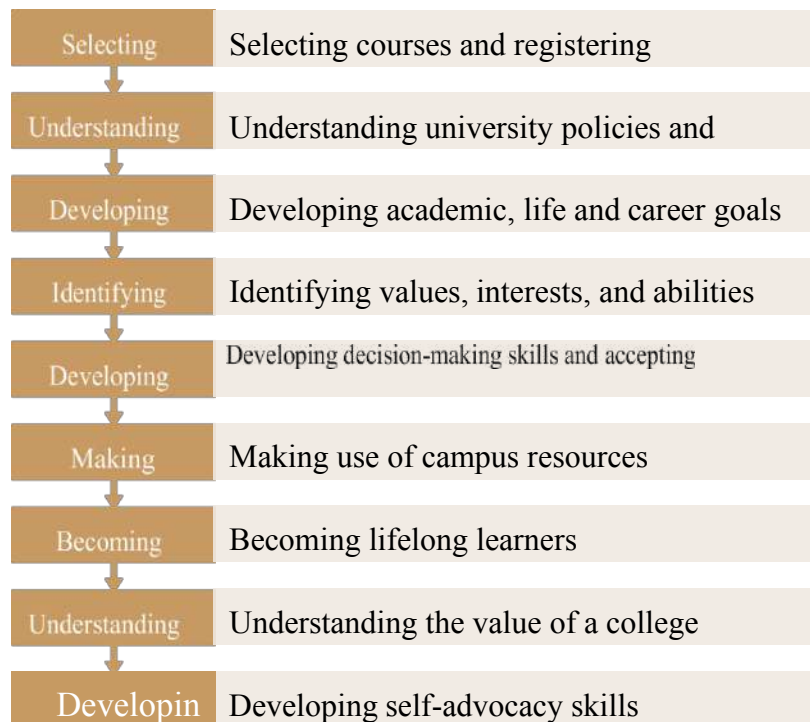 Selecting Selecting courses and registering
Understanding Understanding university policies and
Developing Developing academic, life and career goals
Identifying Identifying values, interests, and abilities
Developing Developing decision-making skills and accepting
Making Making use of campus resources
Becoming Becoming lifelong learners
Understanding Understanding the value of a college
Developin Developing self-advocacy skills